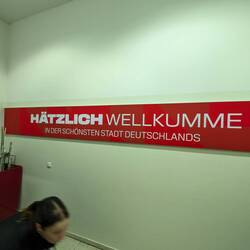 HÄTZLICH WELLKUMME
IN DER SCHÖNSTEN STADT DEUTSCHLANDS